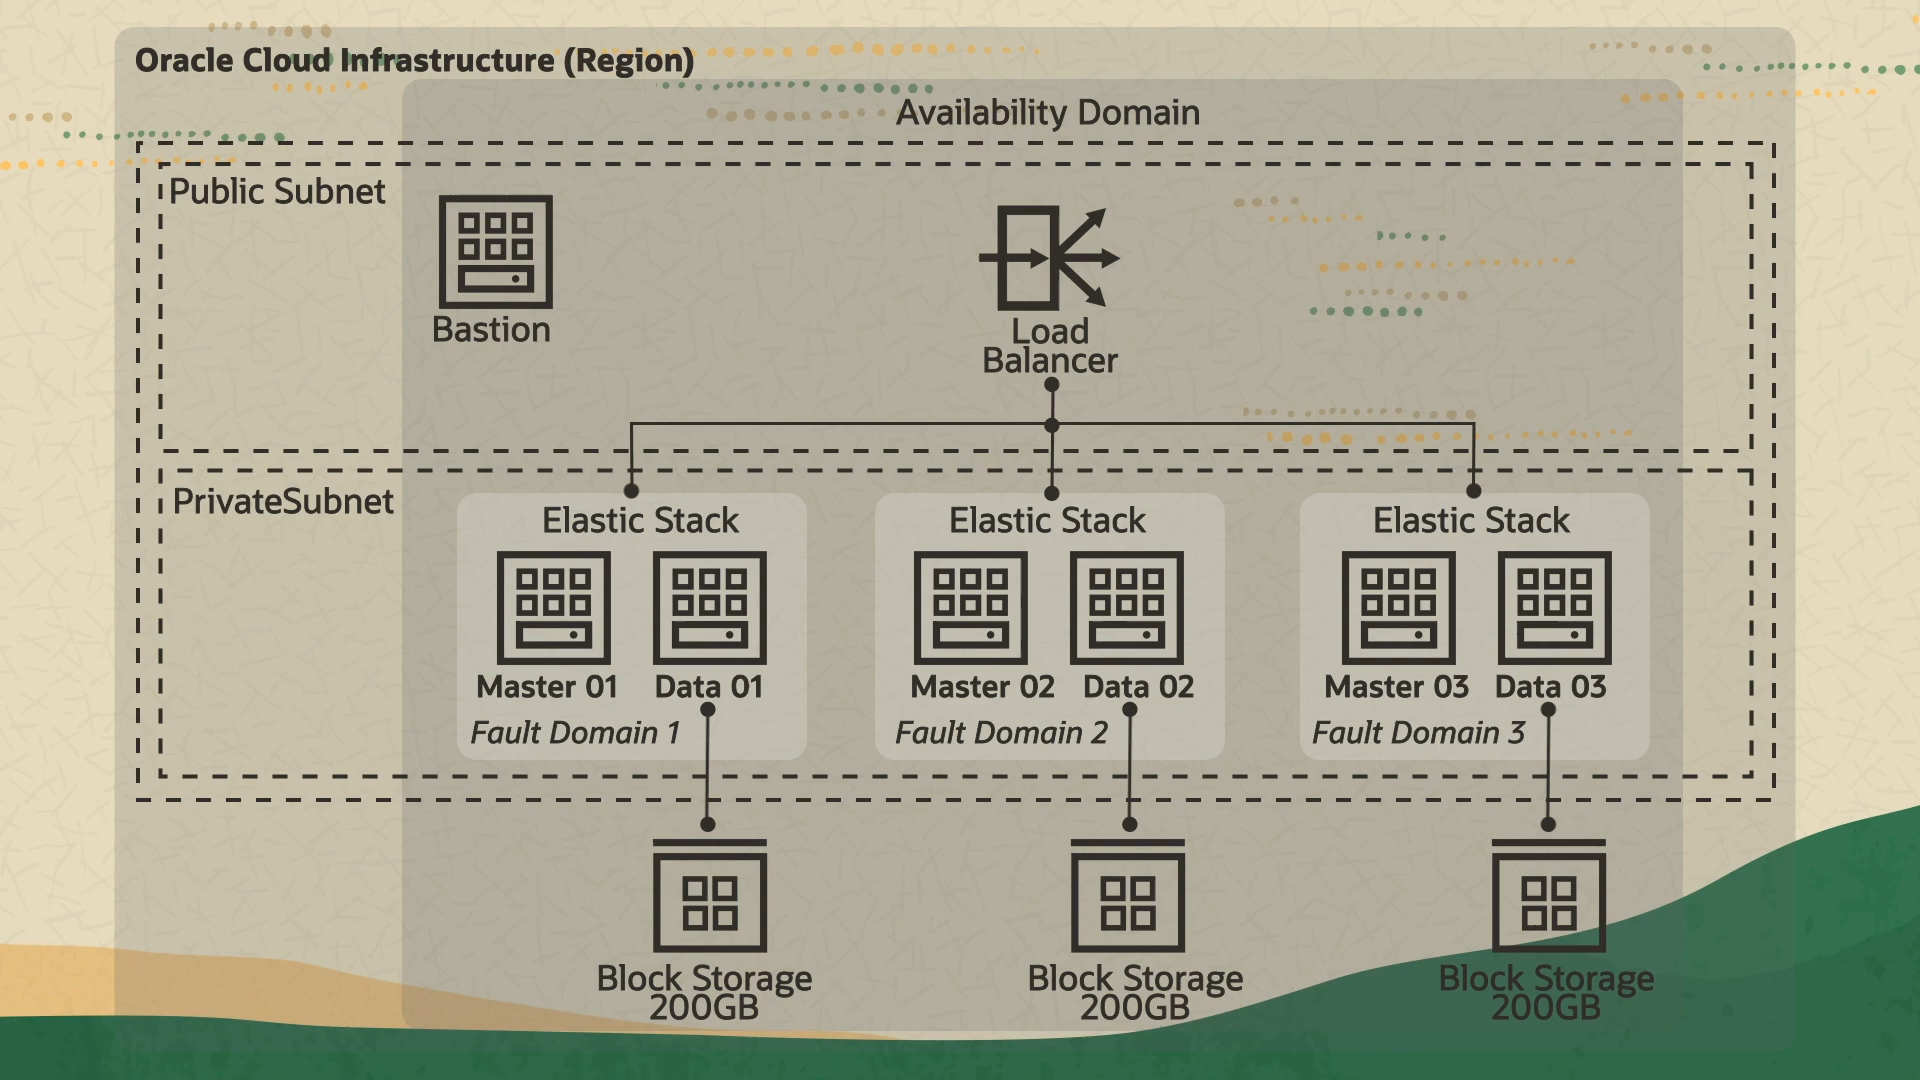 Oracle Cloud Infrastructure (Region)
Availability Domain
Public Subnet
Bastion
Load
Balancer
PrivateSubnet
Elastic Stack
Master 01
Data 01
Fault Domain 1
Elastic Stack
Master 02
Data 02
Fault Domain 2
Elastic Stack
Master 03
Data 03
Fault Domain 3
Block Storage
200GB
Block Storage
200GB
Block Storage
200GB